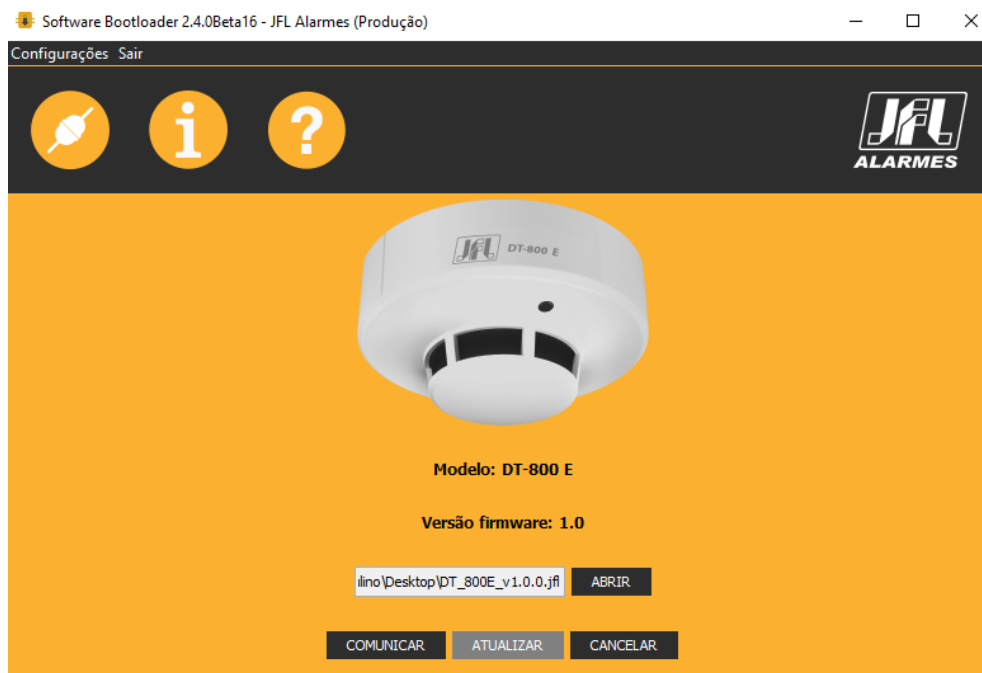 Software Bootloader 2.4.0Beta16 - JFL Alarmes (Produção)
Configurações Sair
i ?
JFL
ALARMES
JFL DT-800 E
Modelo: DT-800 E
Versão firmware: 1.0
ilino\Desktop\DT_800E_v1.0.0.jfl ABRIR
COMUNICAR ATUALIZAR CANCELAR